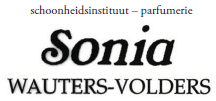 schoonheidsinstituut – parfumerie
Sonia
WAUTERS-VOLDERS